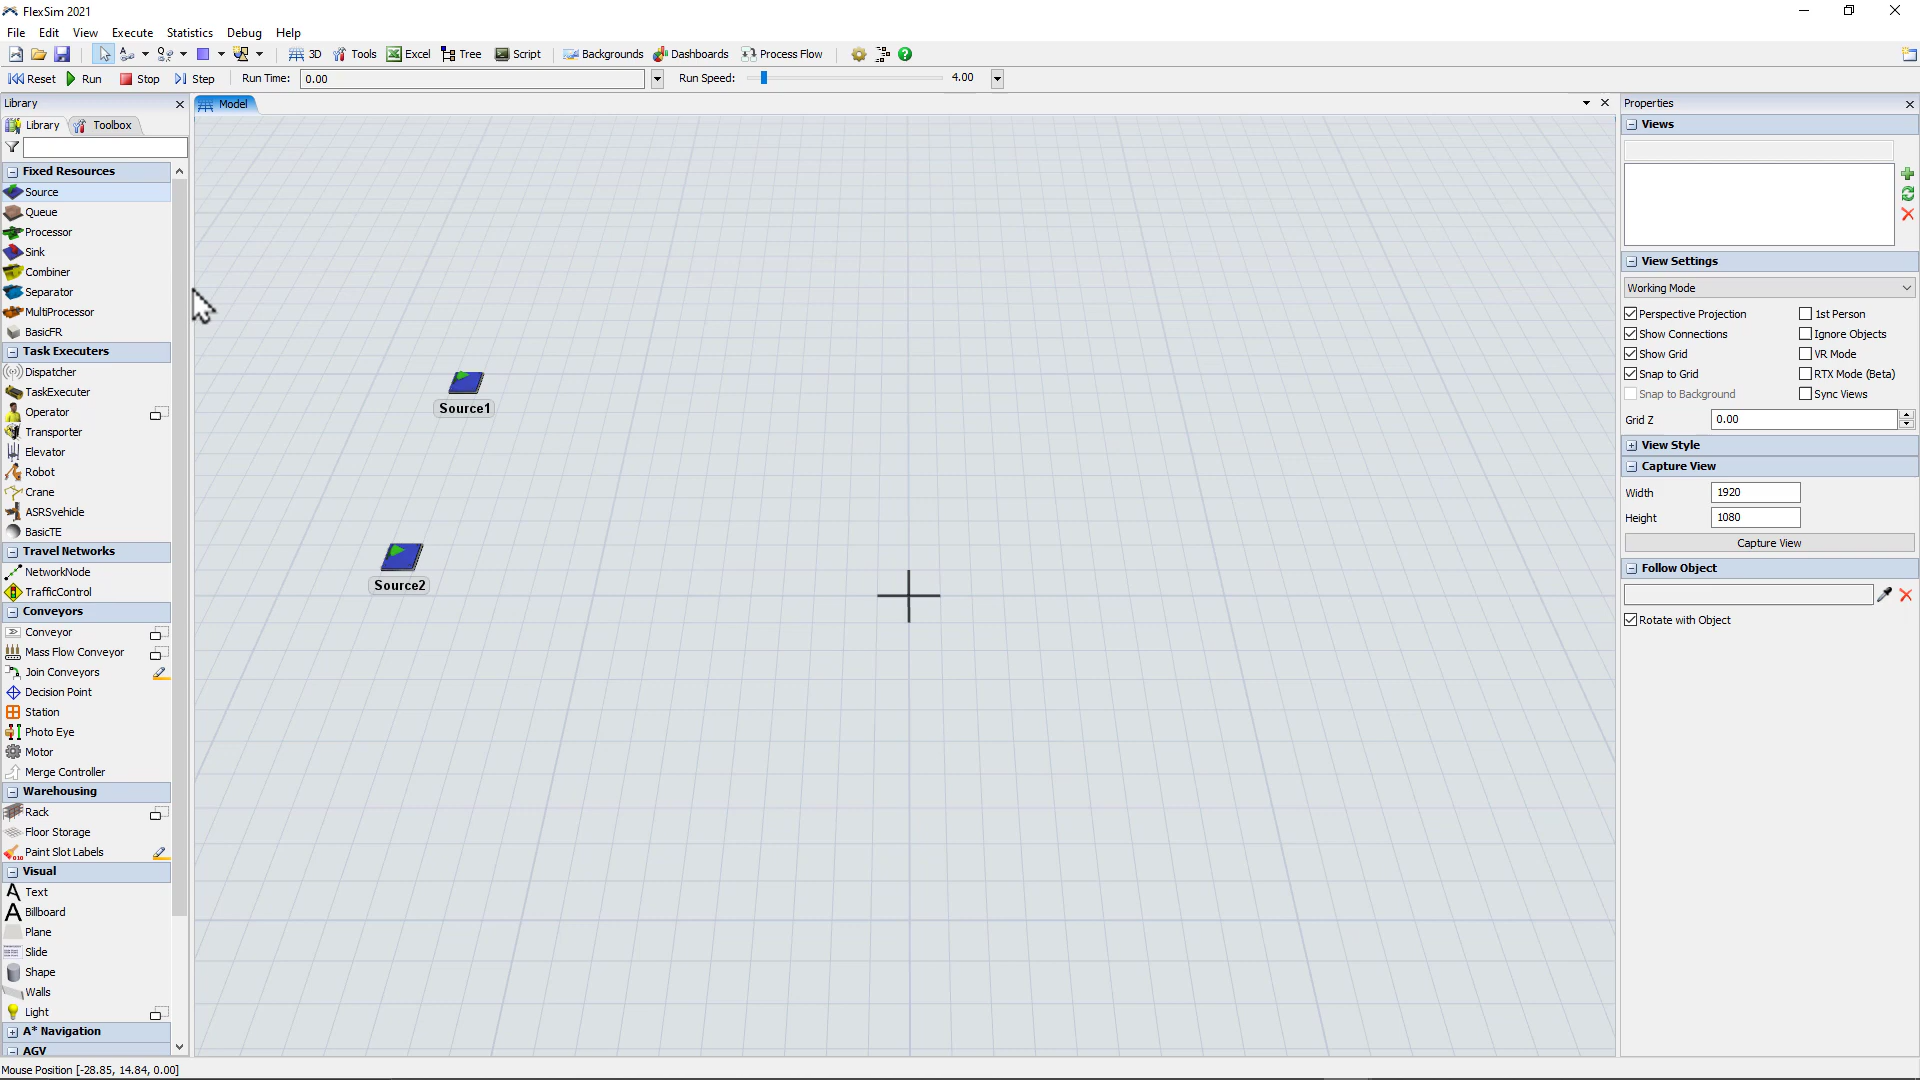 FlexSim 2021
File Edit View Execute Statistics Debug Help
3D Tools Excel Tree Script Backgrounds Dashboards Process Flow
Reset Run Stop Step Run Time: 0.00 Run Speed: 4.00
Library
Library Toolbox
Fixed Resources
Source
Queue
Processor
Sink
Combiner
Separator
MultiProcessor
BasicFR
Task Executers
Dispatcher
TaskExecuter
Operator
Transporter
Elevator
Robot
Crane
ASRSvehicle
BasicTE
Travel Networks
NetworkNode
TrafficControl
Conveyors
Conveyor
Mass Flow Conveyor
Join Conveyors
Decision Point
Station
Photo Eye
Motor
Merge Controller
Warehousing
Rack
Floor Storage
Paint Slot Labels
Visual
Text
Billboard
Plane
Slide
Shape
Walls
Light
A* Navigation
AGV
Model
Source1
Source2
Properties
Views
View Settings
Working Mode
Perspective Projection 1st Person
Show Connections Ignore Objects
Show Grid VR Mode
Snap to Grid RTX Mode (Beta)
Snap to Background Sync Views
Grid Z 0.00
View Style
Capture View
Width 1920
Height 1080
Capture View
Follow Object
Rotate with Object
Mouse Position [-28.85, 14.84, 0.00]